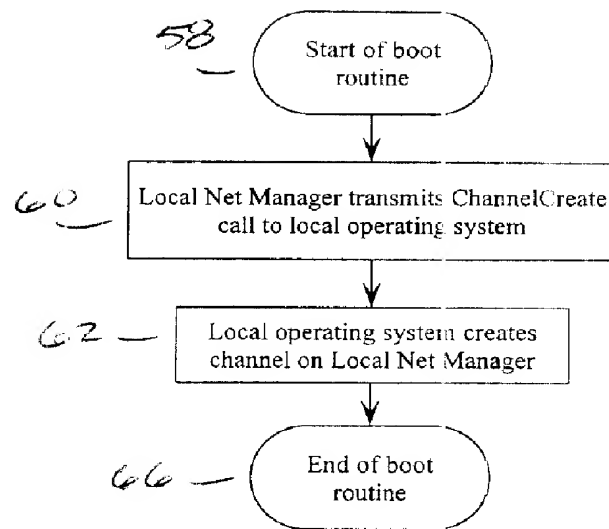 58
Start of boot
routine
60
Local Net Manager transmits ChannelCreate
call to local operating system
62
Local operating system creates
channel on Local Net Manager
66
End of boot
routine